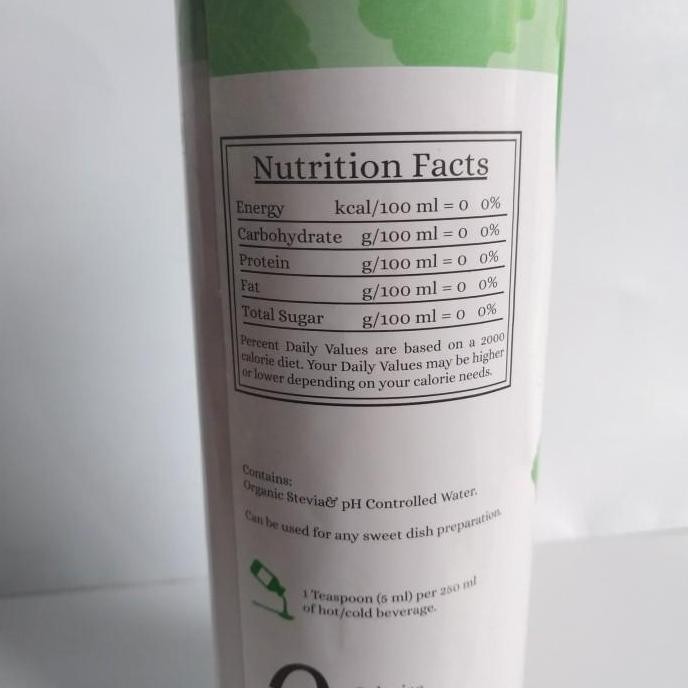 Nutrition Facts
Energy kcal/100 ml = 0 0%
Carbohydrate g/100 ml = 0 0%
Protein g/100 ml = 0 0%
Fat g/100 ml = 0 0%
Total Sugar g/100 ml = 0 0%
Percent Daily Values are based on a 2000
calorie diet. Your Daily Values may be higher
or lower depending on your calorie needs.
Contains:
Organic Stevia& pH Controlled Water.
Can be used for any sweet dish preparation.
1 Teaspoon (5 ml) per 250 ml
of hot/cold beverage.